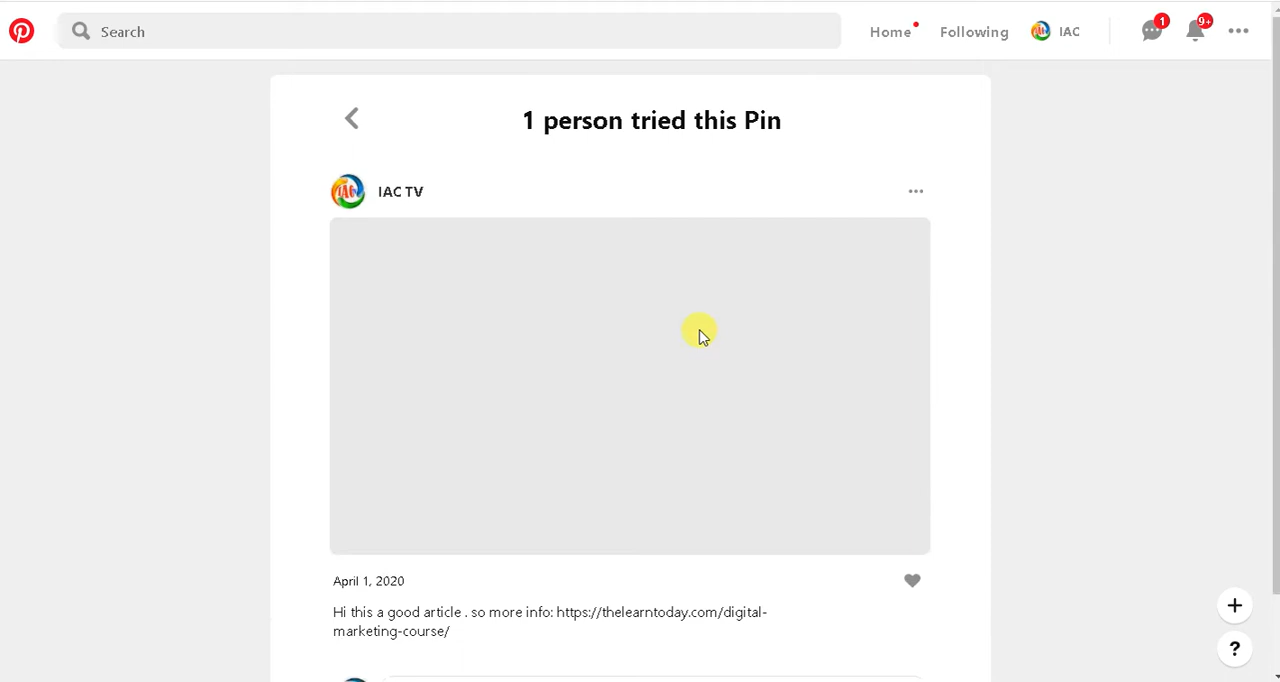 Search
Home
Following
IAC
1
9+
1 person tried this Pin
IAC
IAC TV
April 1, 2020
Hi this a good article . so more info: https://thelearntoday.com/digital-
marketing-course/
?